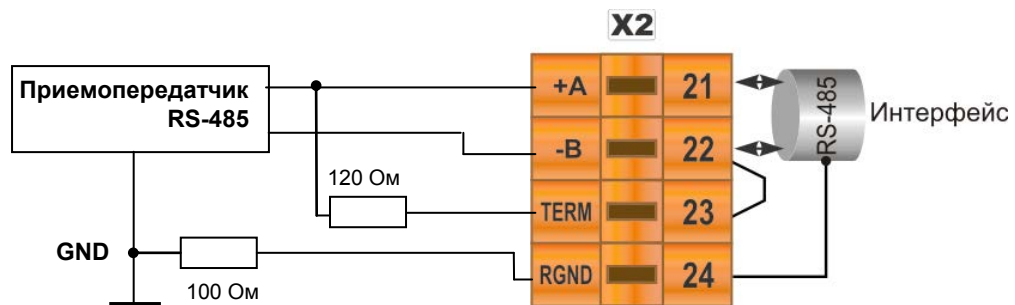 X2
Приемопередатчик
RS-485
+A 21
-B 22
TERM 23
RGND 24
RS-485
Интерфейс
120 Ом
GND
100 Ом